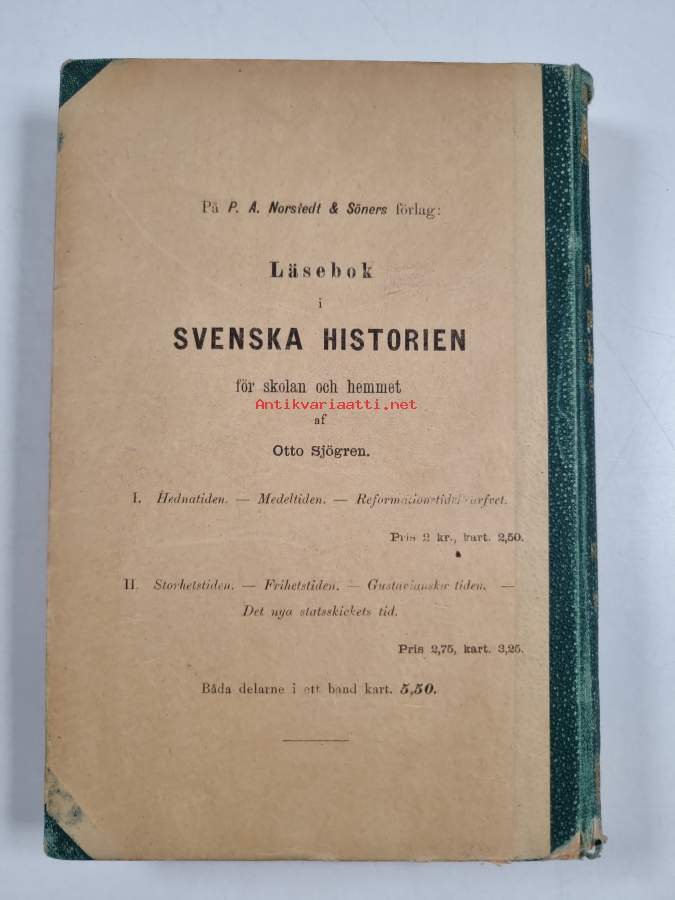 På P. A. Norstedt & Söners förlag:
Läsebok
i
SVENSKA HISTORIEN
för skolan och hemmet
Antikvariaatti.net
af
Otto Sjögren.
I. Hednatiden. — Medeltiden. — Reformationstidehvarfvet.
Pris 2 kr., kart. 2,50.
II. Storhetstiden. — Frihetstiden. — Gustavianska tiden. —
Det nya statsskickets tid.
Pris 2,75, kart. 3,25.
Båda delarne i ett band kart. 5,50.